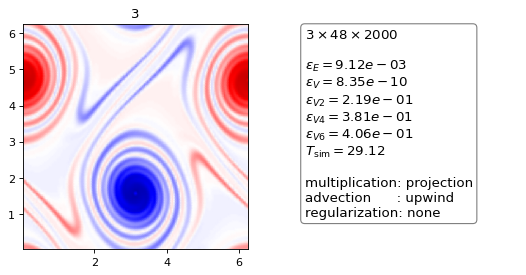 3
6
5
4
3
2
1
2
4
6
3 × 48 × 2000
ε_E = 9.12e − 03
ε_V = 8.35e − 10
ε_V2 = 2.19e − 01
ε_V4 = 3.81e − 01
ε_V6 = 4.06e − 01
T_sim = 29.12
multiplication: projection
advection : upwind
regularization: none